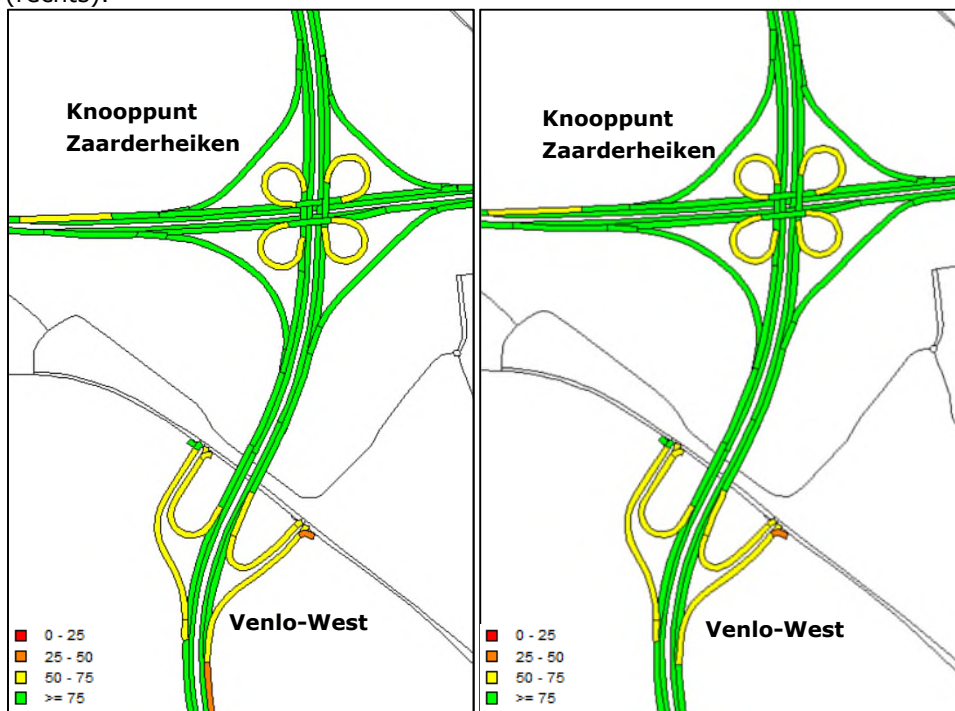 (rechts).
Knooppunt
Zaarderheiken
Venlo-West
0 - 25
25 - 50
50 - 75
>= 75
Knooppunt
Zaarderheiken
Venlo-West
0 - 25
25 - 50
50 - 75
>= 75